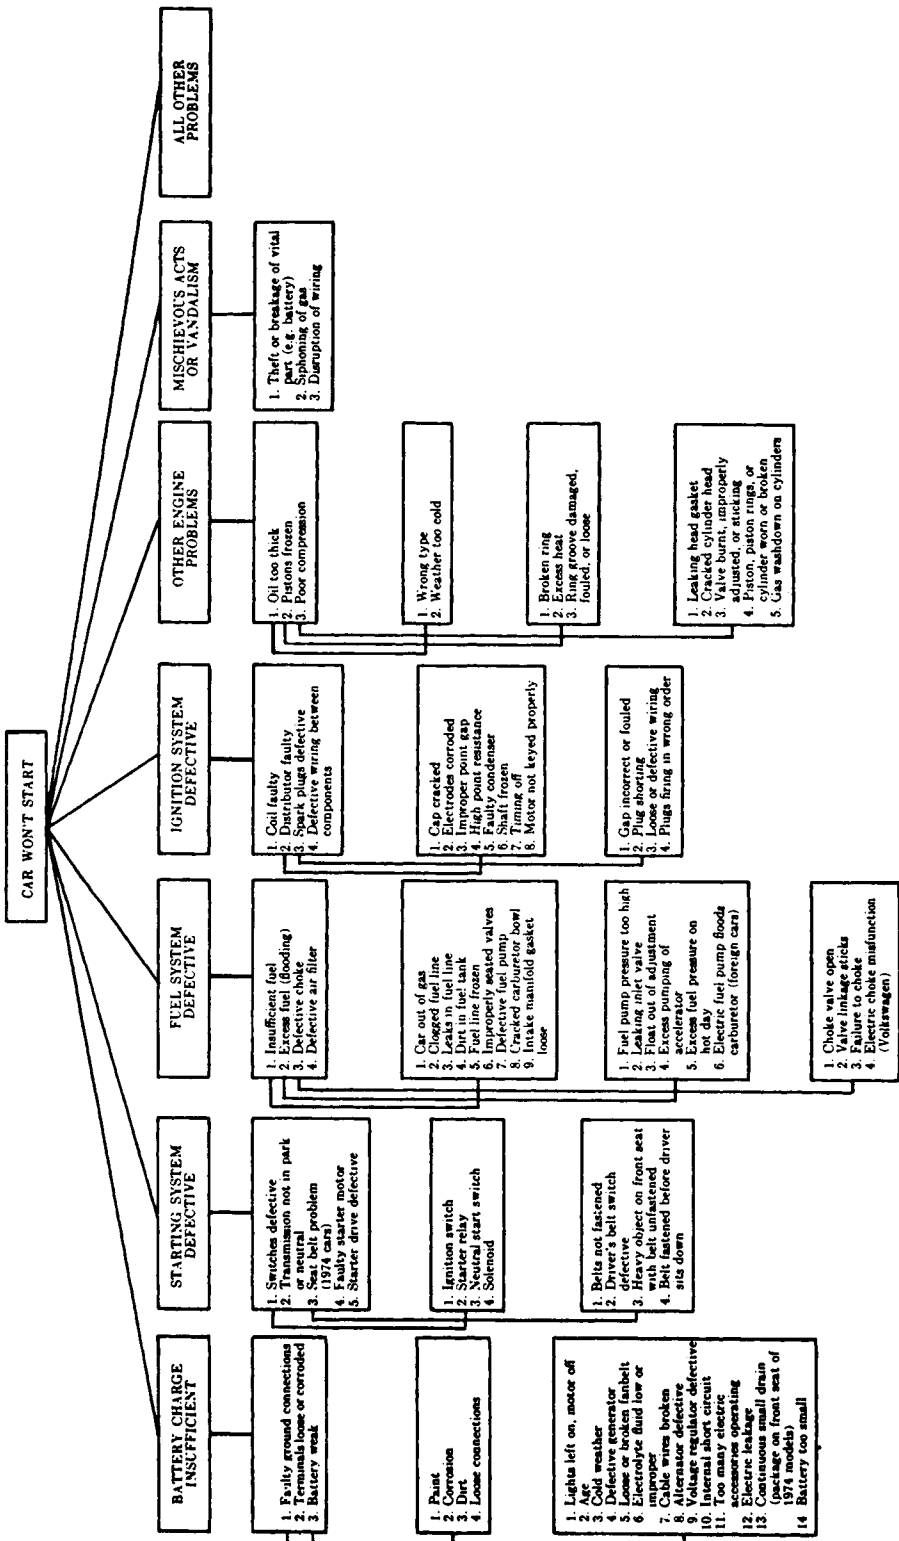 CAR WON'T START
BATTERY CHARGE
INSUFFICIENT
1. Faulty ground connections
2. Terminals loose or corroded
3. Battery weak
1. Paint
2. Corrosion
3. Dirt
4. Loose connections
1. Lights left on, motor off
2. Age
3. Cold weather
4. Defective generator
5. Loose or broken fanbelt
6. Electrolyte fluid low or
improper
7. Cable wires broken
8. Alternator defective
9. Voltage regulator defective
10. Internal short circuit
11. Too many electric
accessories operating
12. Electric leakage
13. Continuous small drain
(package on front seat of
1974 models)
14 Battery too small
STARTING SYSTEM
DEFECTIVE
1. Switches defective
2. Transmission not in park
or neutral
3. Seat belt problem
(1974 cars)
4. Faulty starter motor
5. Starter drive defective
1. Ignition switch
2. Starter relay
3. Neutral start switch
4. Solenoid
1. Belts not fastened
2. Driver's belt switch
defective
3. Heavy object on front seat
with belt unfastened
4. Belt fastened before driver
sits down
FUEL SYSTEM
DEFECTIVE
1. Insufficient fuel
2. Excess fuel (flooding)
3. Defective choke
4. Defective air filter
1. Car out of gas
2. Clogged fuel line
3. Leaks in fuel line
4. Dirt in fuel tank
5. Fuel line frozen
6. Improperly seated valves
7. Defective fuel pump
8. Cracked carburetor bowl
9. Intake manifold gasket
loose
1. Fuel pump pressure too high
2. Leaking inlet valve
3. Float out of adjustment
4. Excess pumping of
accelerator
5. Excess fuel pressure on
hot day
6. Electric fuel pump floods
carburetor (foreign cars)
1. Choke valve open
2. Valve linkage sticks
3. Failure to choke
4. Electric choke misfunction
(Volkswagen)
IGNITION SYSTEM
DEFECTIVE
1. Coil faulty
2. Distributor faulty
3. Spark plugs defective
4. Defective wiring between
components
1. Cap cracked
2. Electrodes corroded
3. Improper point gap
4. High point resistance
5. Faulty condenser
6. Shaft frozen
7. Timing off
8. Motor not keyed properly
1. Gap incorrect or fouled
2. Plug shorting
3. Loose or defective wiring
4. Plugs firing in wrong order
OTHER ENGINE
PROBLEMS
1. Oil too thick
2. Pistons frozen
3. Poor compression
1. Wrong type
2. Weather too cold
1. Broken ring
2. Excess heat
3. Ring groove damaged,
fouled, or loose
1. Leaking head gasket
2. Cracked cylinder head
3. Valve burnt, improperly
adjusted, or sticking
4. Piston, piston rings, or
cylinder worn or broken
5. Gas washdown on cylinders
MISCHIEVOUS ACTS
OR VANDALISM
1. Theft or breakage of vital
part (e.g. battery)
2. Siphoning of gas
3. Disruption of wiring
ALL OTHER
PROBLEMS